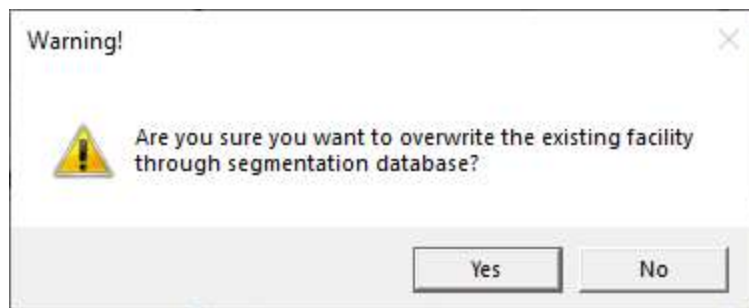 Warning!
Are you sure you want to overwrite the existing facility
through segmentation database?
Yes No